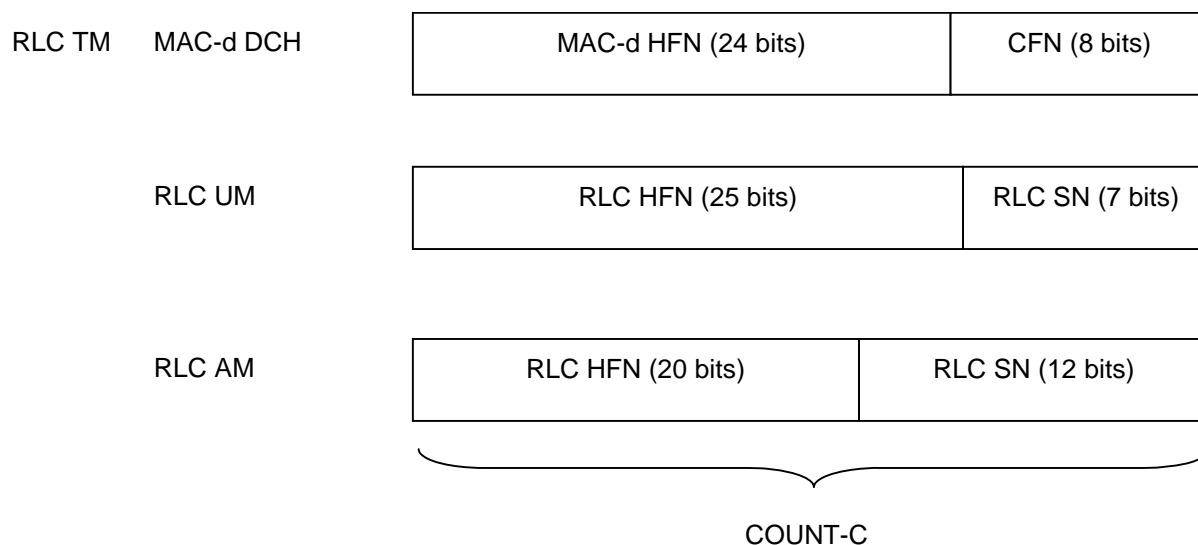 RLC TM MAC-d DCH MAC-d HFN (24 bits) CFN (8 bits)
RLC UM RLC HFN (25 bits) RLC SN (7 bits)
RLC AM RLC HFN (20 bits) RLC SN (12 bits)
COUNT-C